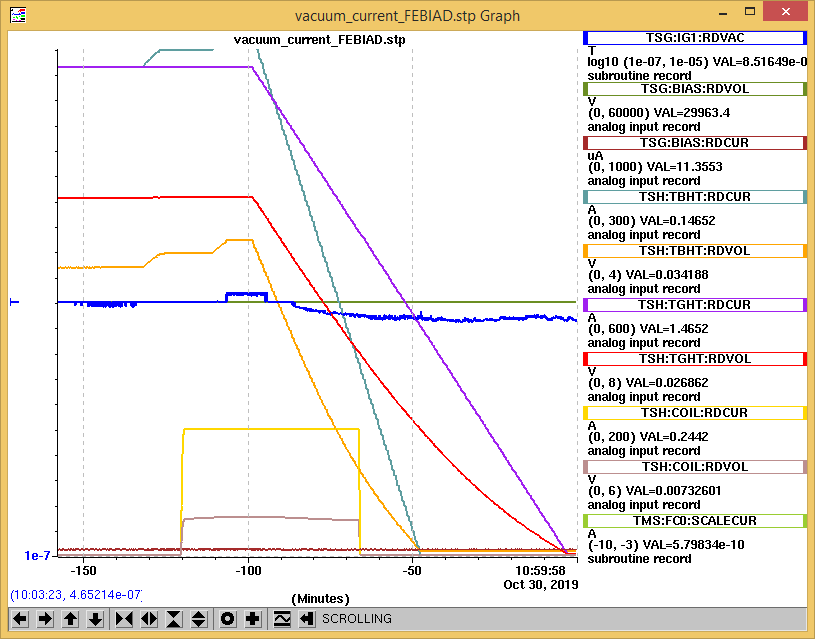 vacuum_current_FEBIAD.stp Graph
vacuum_current_FEBIAD.stp
TSG:IG1:RDVAC
T
log10 (1e-07, 1e-05) VAL=8.51649e-0
subroutine record
TSG:BIAS:RDVOL
V
(0, 60000) VAL=29963.4
analog input record
TSG:BIAS:RDCUR
uA
(0, 1000) VAL=11.3553
analog input record
TSH:TBHT:RDCUR
A
(0, 300) VAL=0.14652
analog input record
TSH:TBHT:RDVOL
V
(0, 4) VAL=0.034188
analog input record
TSH:TGHT:RDCUR
A
(0, 600) VAL=1.4652
analog input record
TSH:TGHT:RDVOL
V
(0, 8) VAL=0.026862
analog input record
TSH:COIL:RDCUR
A
(0, 200) VAL=0.2442
analog input record
TSH:COIL:RDVOL
V
(0, 6) VAL=0.00732601
analog input record
TMS:FC0:SCALECUR
A
(-10, -3) VAL=5.79834e-10
subroutine record
1e-7
-150
-100
-50
10:59:58
Oct 30, 2019
(10:03:23, 4.65214e-07)
(Minutes)
SCROLLING